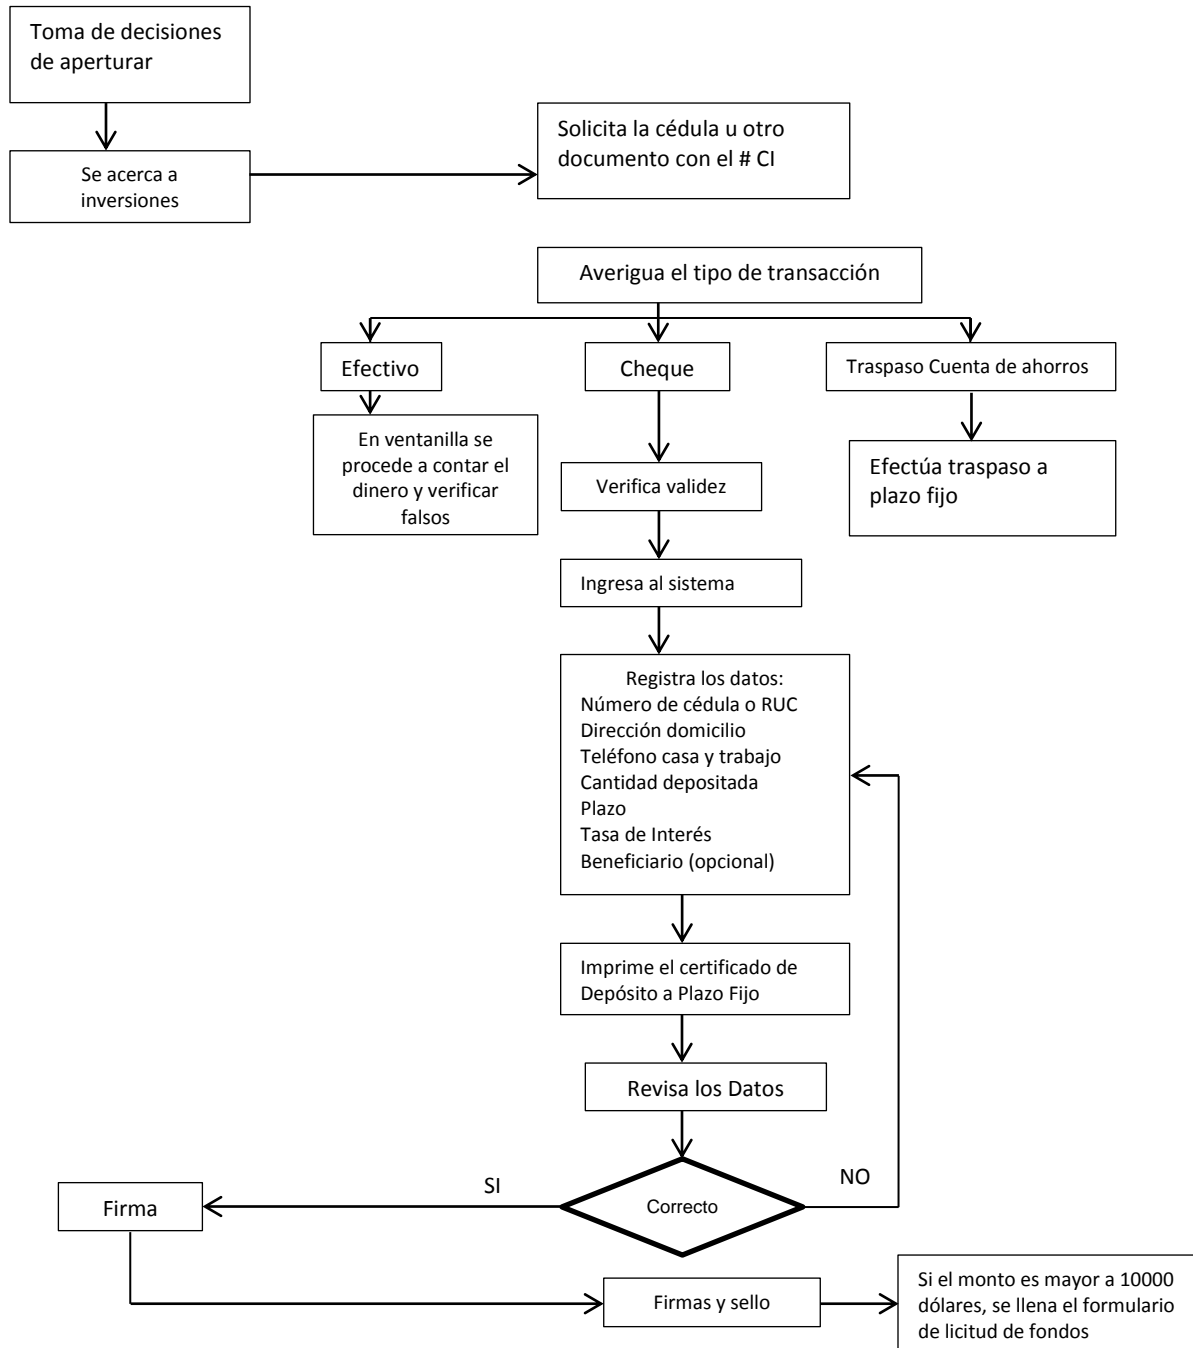 Toma de decisiones
de aperturar
Se acerca a
inversiones
Solicita la cédula u otro
documento con el # CI
Averigua el tipo de transacción
Efectivo
Cheque
Traspaso Cuenta de ahorros
En ventanilla se
procede a contar el
dinero y verificar
falsos
Verifica validez
Efectúa traspaso a
plazo fijo
Ingresa al sistema
Registra los datos:
Número de cédula o RUC
Dirección domicilio
Teléfono casa y trabajo
Cantidad depositada
Plazo
Tasa de Interés
Beneficiario (opcional)
Imprime el certificado de
Depósito a Plazo Fijo
Revisa los Datos
Correcto
SI
NO
Firma
Firmas y sello
Si el monto es mayor a 10000
dólares, se llena el formulario
de licitud de fondos